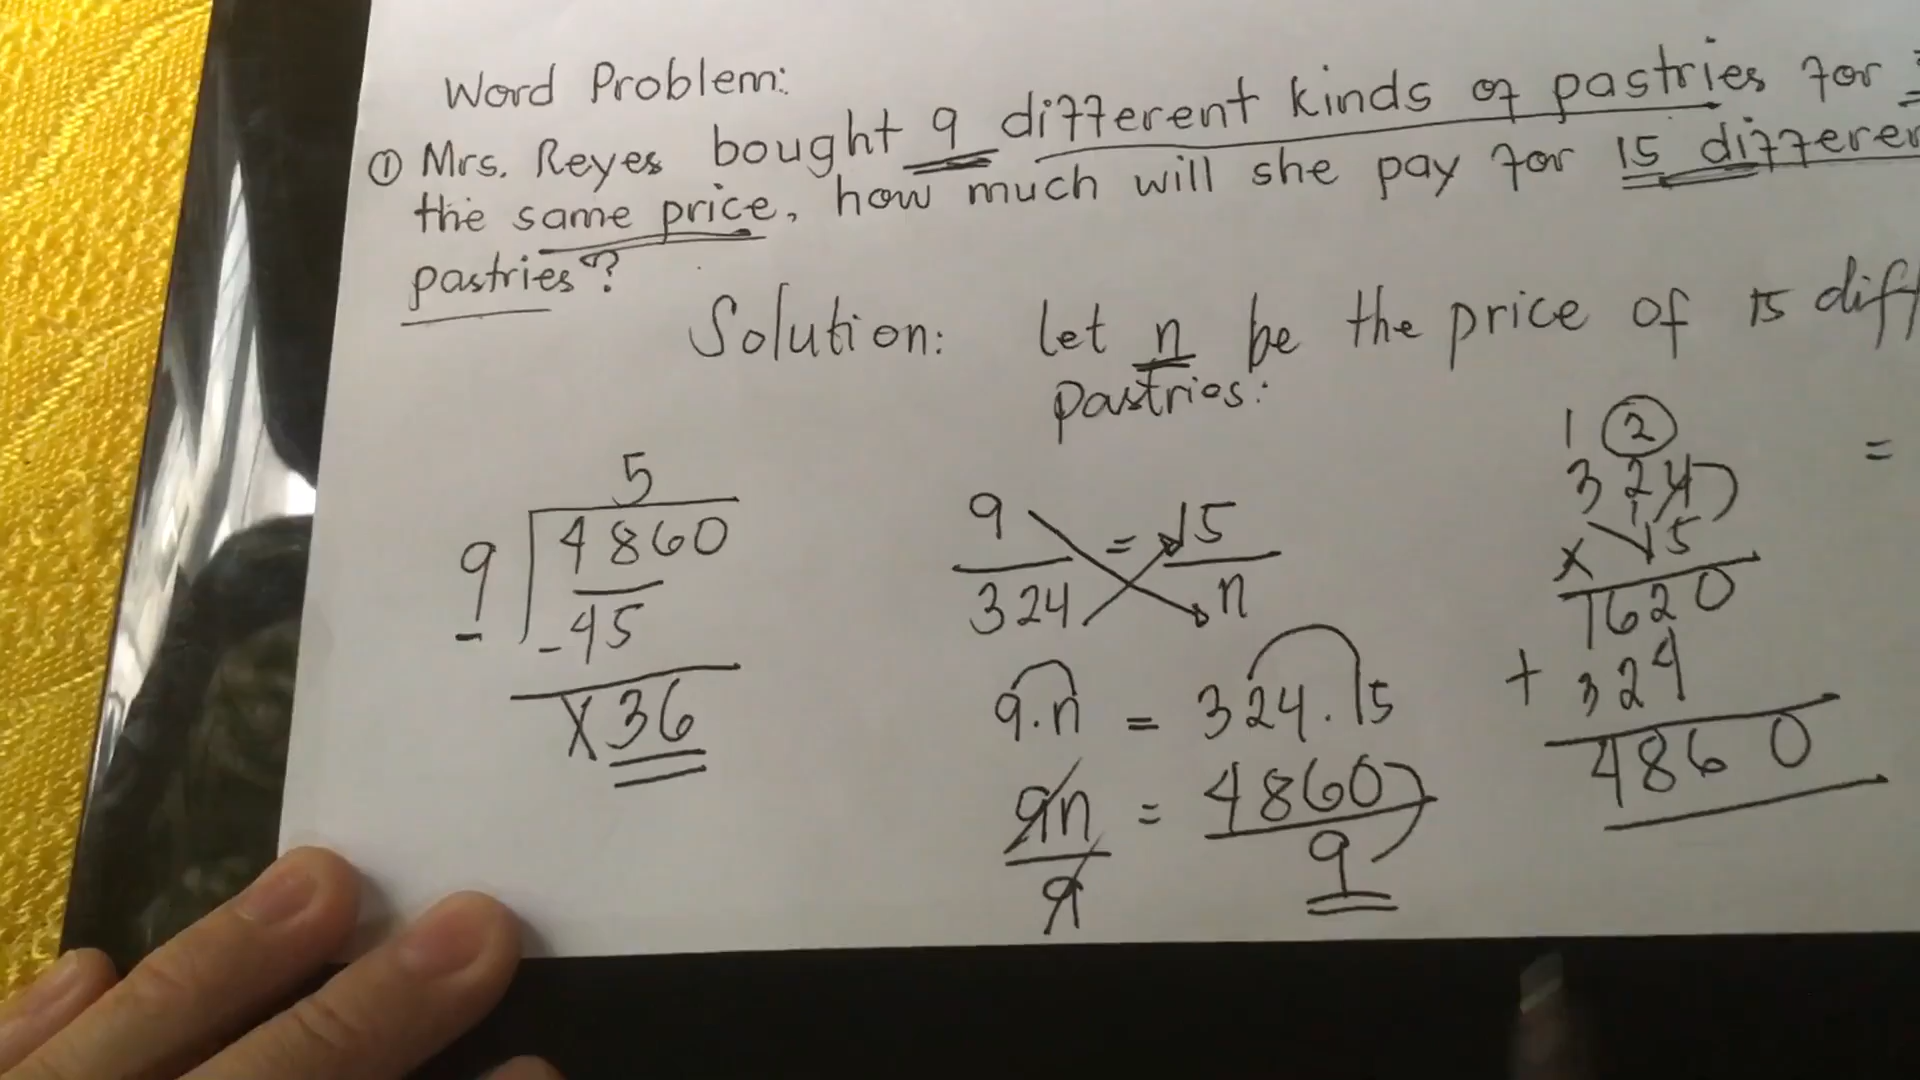 Word Problem:
① Mrs. Reyes bought 9 different kinds of pastries for
the same price, how much will she pay for 15 differen
pastries?
Solution: let n be the price of 15 diff
pastries:
5
9 4860
- -45
x36
9 = 15
324 n
9.n = 324.15
9n = 4860
9 9
1 2
324
1
x 15
1620
+ 324
4860
=